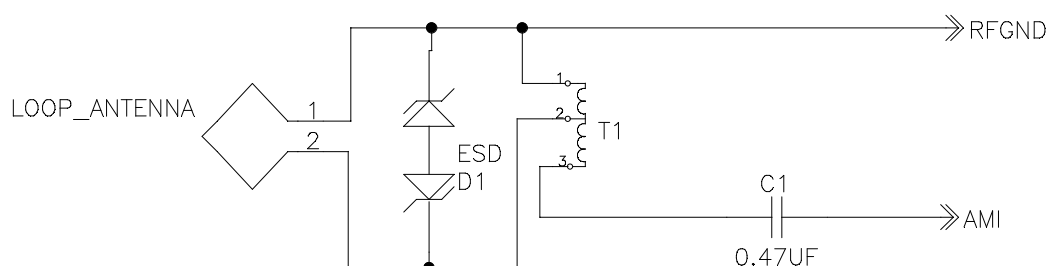 RFGND
LOOP_ANTENNA
1
2
1
2
3
T1
ESD
D1
C1
0.47UF
AMI